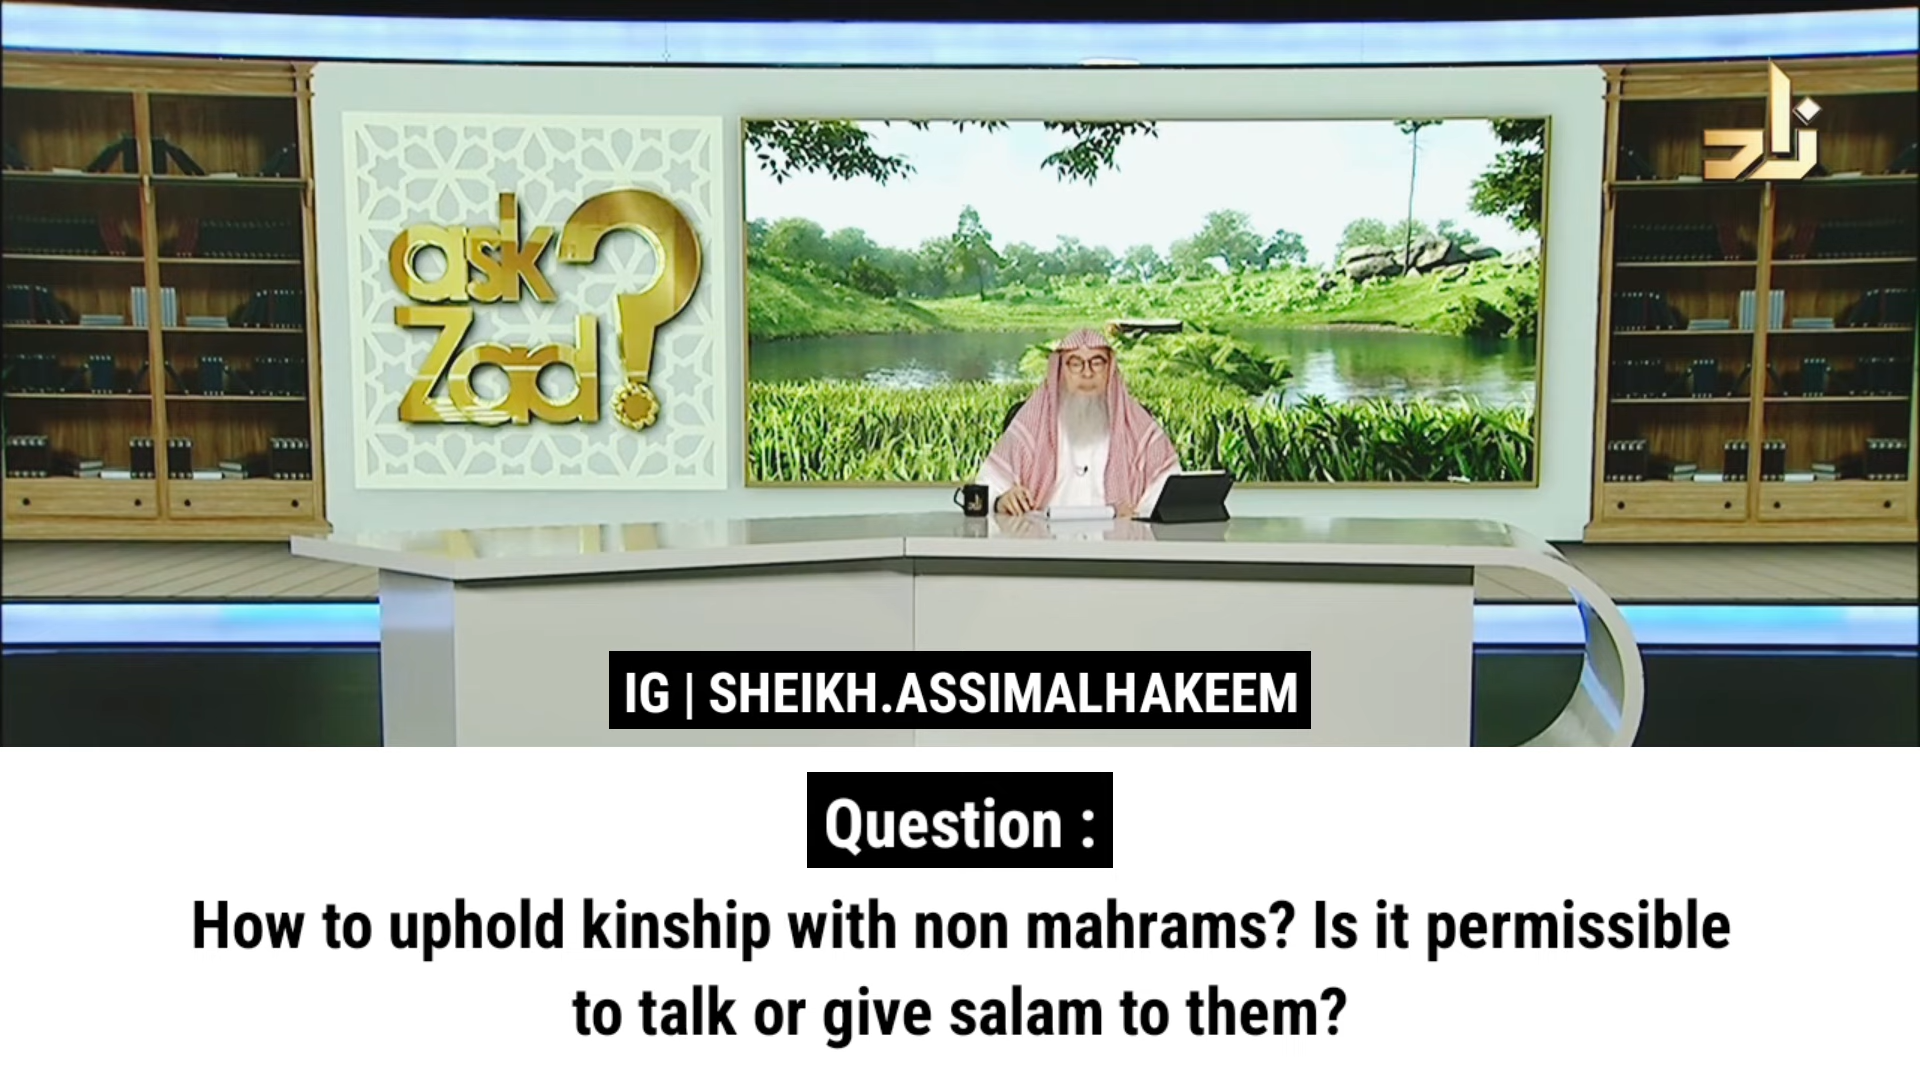 زاد
ask
Zad?
IG | SHEIKH.ASSIMALHAKEEM
Question :
How to uphold kinship with non mahrams? Is it permissible
to talk or give salam to them?